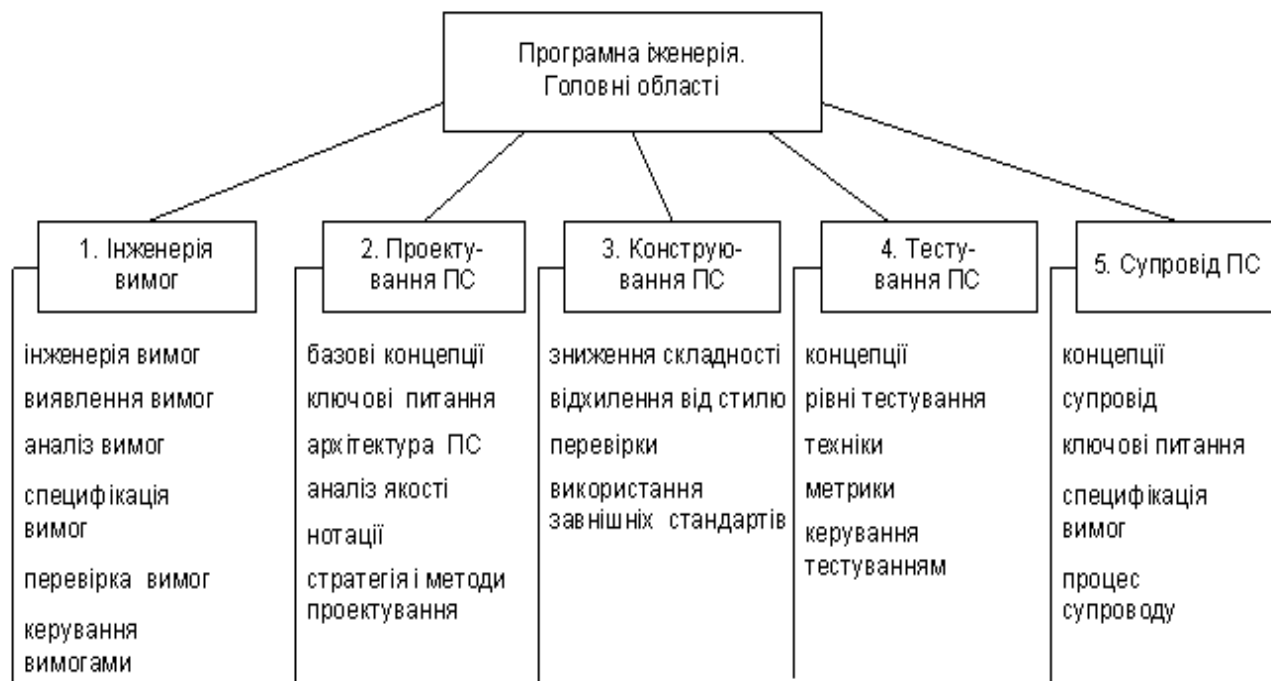 Програмна іженерія.
Головні області
1. Інженерія
вимог
2. Проекту-
вання ПС
3. Конструю-
вання ПС
4. Тесту-
вання ПС
5. Супровід ПС
інженерія вимог
виявлення вимог
аналіз вимог
специфікація
вимог
перевірка вимог
керування
вимогами
базові концепції
ключові питання
архітектура ПС
аналіз якості
нотації
стратегія і методи
проектування
зниження складності
відхилення від стилю
перевірки
використання
завнішніх стандартів
концепції
рівні тестування
техніки
метрики
керування
тестуванням
концепції
супровід
ключові питання
специфікація
вимог
процес
супроводу